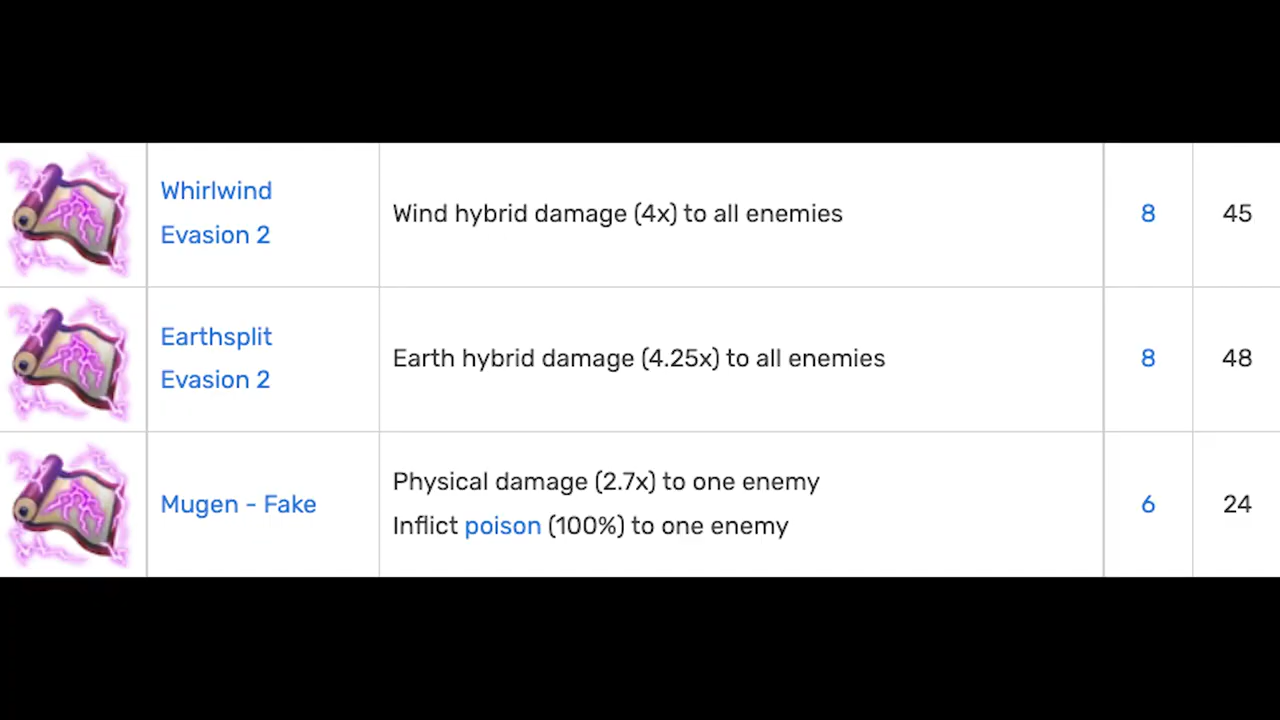 Whirlwind
Evasion 2
Wind hybrid damage (4x) to all enemies
8
45
Earthsplit
Evasion 2
Earth hybrid damage (4.25x) to all enemies
8
48
Mugen - Fake
Physical damage (2.7x) to one enemy
Inflict poison (100%) to one enemy
6
24